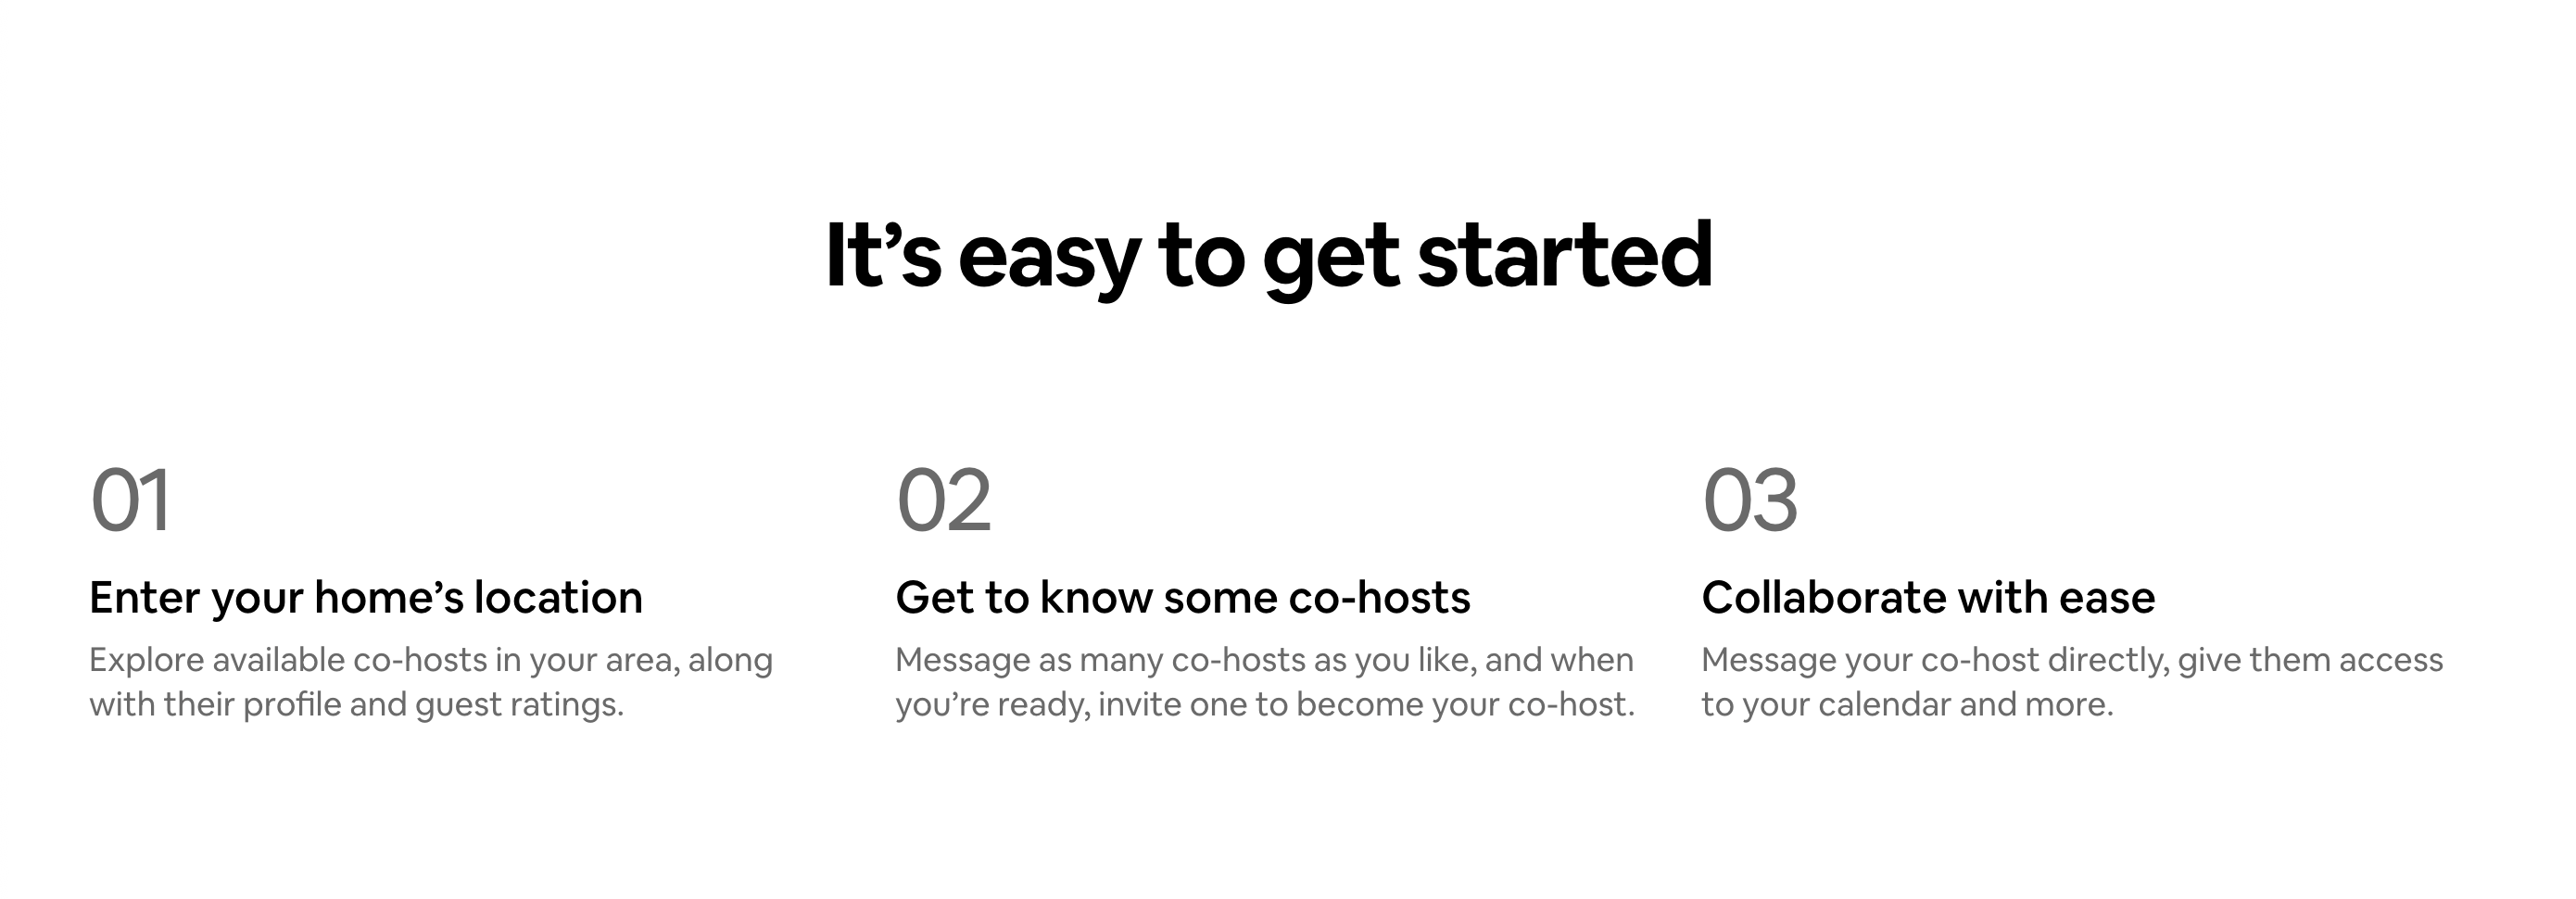 It’s easy to get started
01
Enter your home’s location
Explore available co-hosts in your area, along
with their profile and guest ratings.
02
Get to know some co-hosts
Message as many co-hosts as you like, and when
you’re ready, invite one to become your co-host.
03
Collaborate with ease
Message your co-host directly, give them access
to your calendar and more.